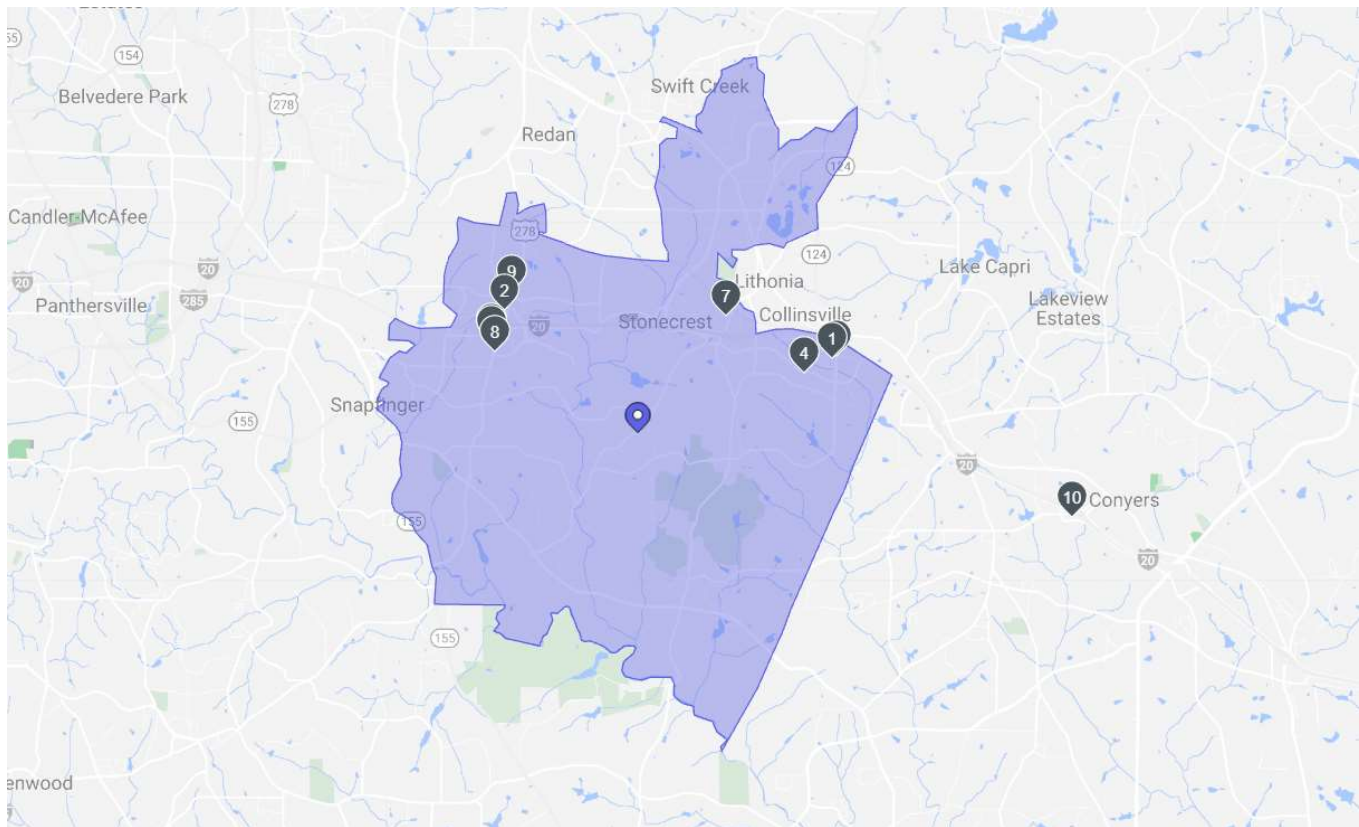 55
154
Belvedere Park
278
Swift Creek
Redan
124
Candler-McAfee
278
20
20
285
Panthersville
9
2
8
20
Stonecrest
7
Lithonia
124
Collinsville
1
4
Lake Capri
Lakeview
Estates
Snapfinger
155
155
20
10
Conyers
20
155
enwood